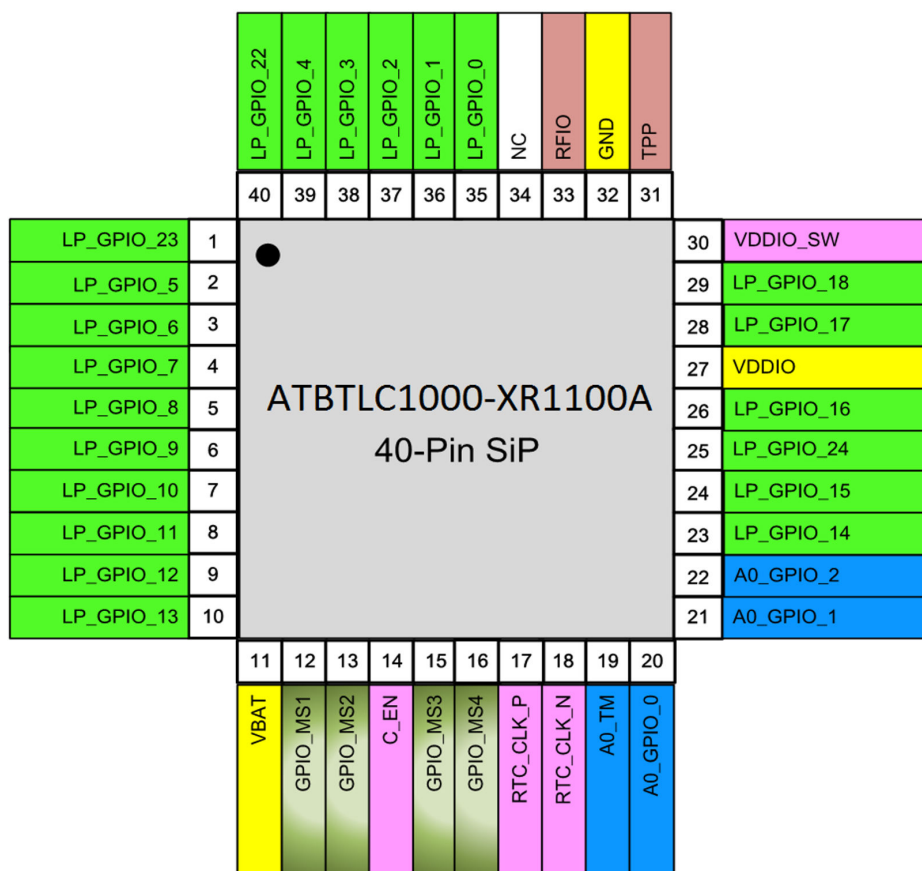 LP_GPIO_22
LP_GPIO_4
LP_GPIO_3
LP_GPIO_2
LP_GPIO_1
LP_GPIO_0
NC
RFIO
GND
TPP
40 39 38 37 36 35 34 33 32 31
LP_GPIO_23 1
LP_GPIO_5 2
LP_GPIO_6 3
LP_GPIO_7 4
LP_GPIO_8 5
LP_GPIO_9 6
LP_GPIO_10 7
LP_GPIO_11 8
LP_GPIO_12 9
LP_GPIO_13 10
ATBTLC1000-XR1100A
40-Pin SiP
30 VDDIO_SW
29 LP_GPIO_18
28 LP_GPIO_17
27 VDDIO
26 LP_GPIO_16
25 LP_GPIO_24
24 LP_GPIO_15
23 LP_GPIO_14
22 A0_GPIO_2
21 A0_GPIO_1
11 12 13 14 15 16 17 18 19 20
VBAT
GPIO_MS1
GPIO_MS2
C_EN
GPIO_MS3
GPIO_MS4
RTC_CLK_P
RTC_CLK_N
A0_TM
A0_GPIO_0